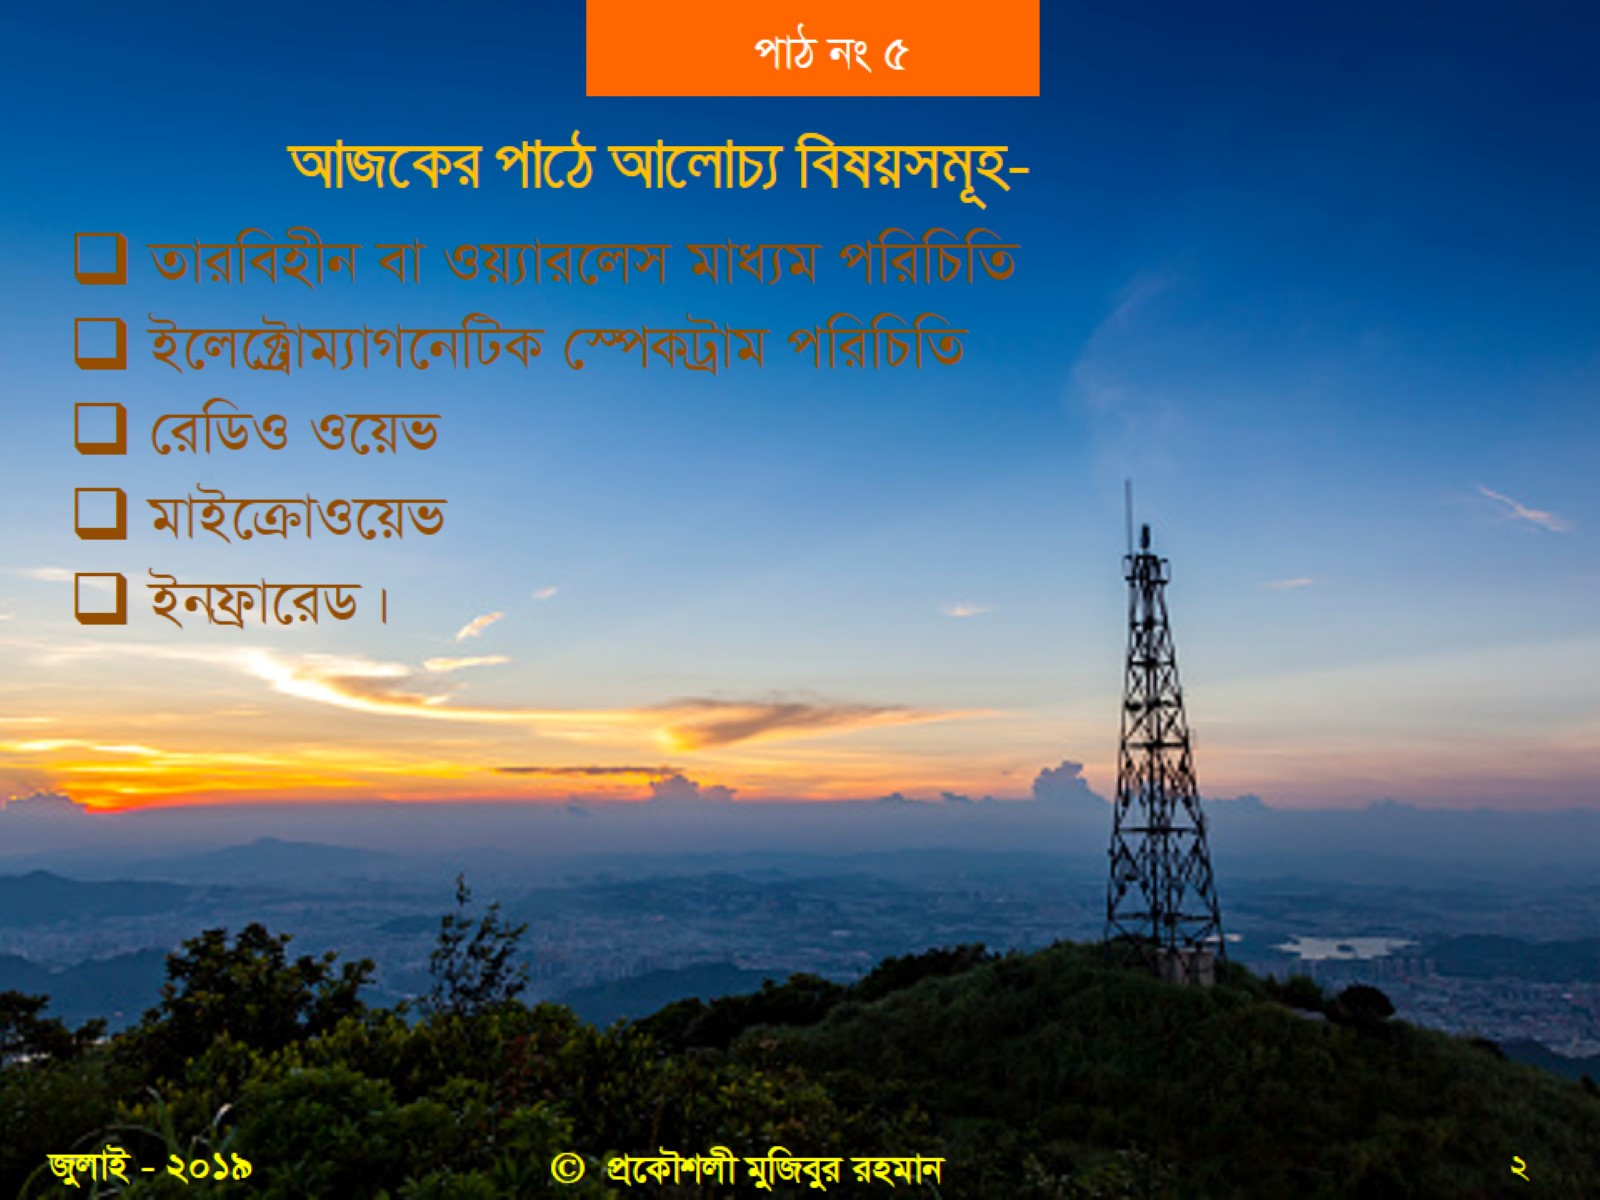 পাঠ নং ৫
আজকের পাঠে আলোচ্য বিষয়সমূহ-
❑ তারবিহীন বা ওয়্যারলেস মাধ্যম পরিচিতি
❑ ইলেক্ট্রোম্যাগনেটিক স্পেকট্রাম পরিচিতি
❑ রেডিও ওয়েভ
❑ মাইক্রোওয়েভ
❑ ইনফ্রারেড।
জুলাই - ২০১৯ © প্রকৌশলী মুজিবুর রহমান ২